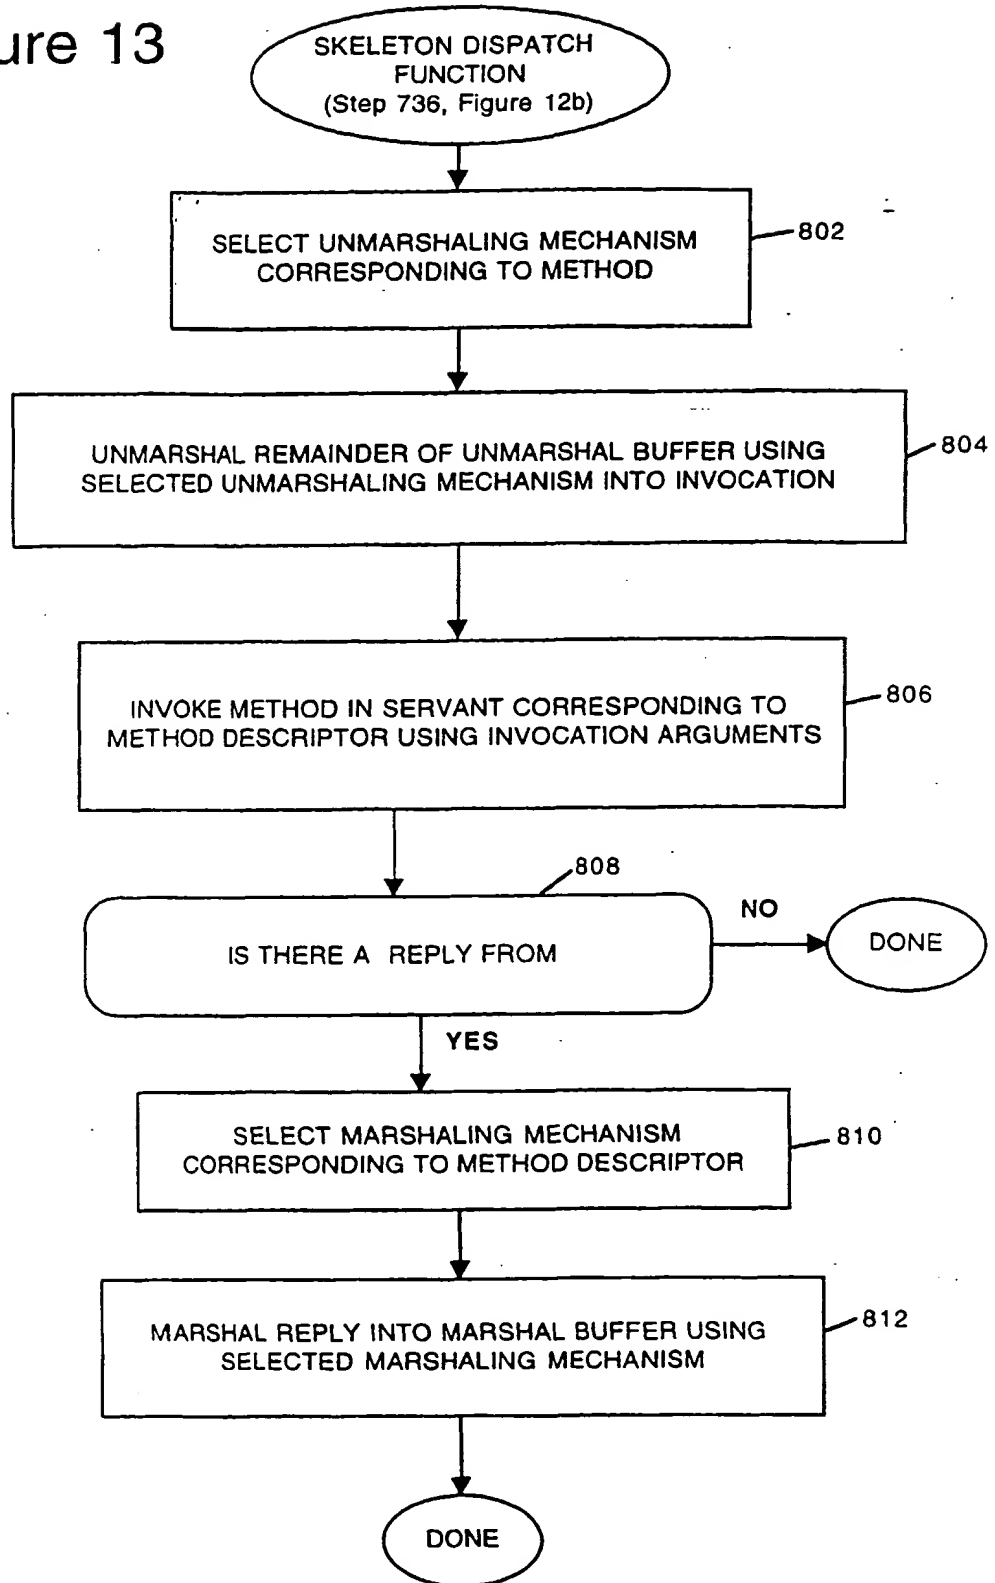 ure 13
SKELETON DISPATCH
FUNCTION
(Step 736, Figure 12b)
SELECT UNMARSHALING MECHANISM
CORRESPONDING TO METHOD
802
UNMARSHAL REMAINDER OF UNMARSHAL BUFFER USING
SELECTED UNMARSHALING MECHANISM INTO INVOCATION
804
INVOKE METHOD IN SERVANT CORRESPONDING TO
METHOD DESCRIPTOR USING INVOCATION ARGUMENTS
806
808
IS THERE A REPLY FROM
NO
DONE
YES
SELECT MARSHALING MECHANISM
CORRESPONDING TO METHOD DESCRIPTOR
810
MARSHAL REPLY INTO MARSHAL BUFFER USING
SELECTED MARSHALING MECHANISM
812
DONE